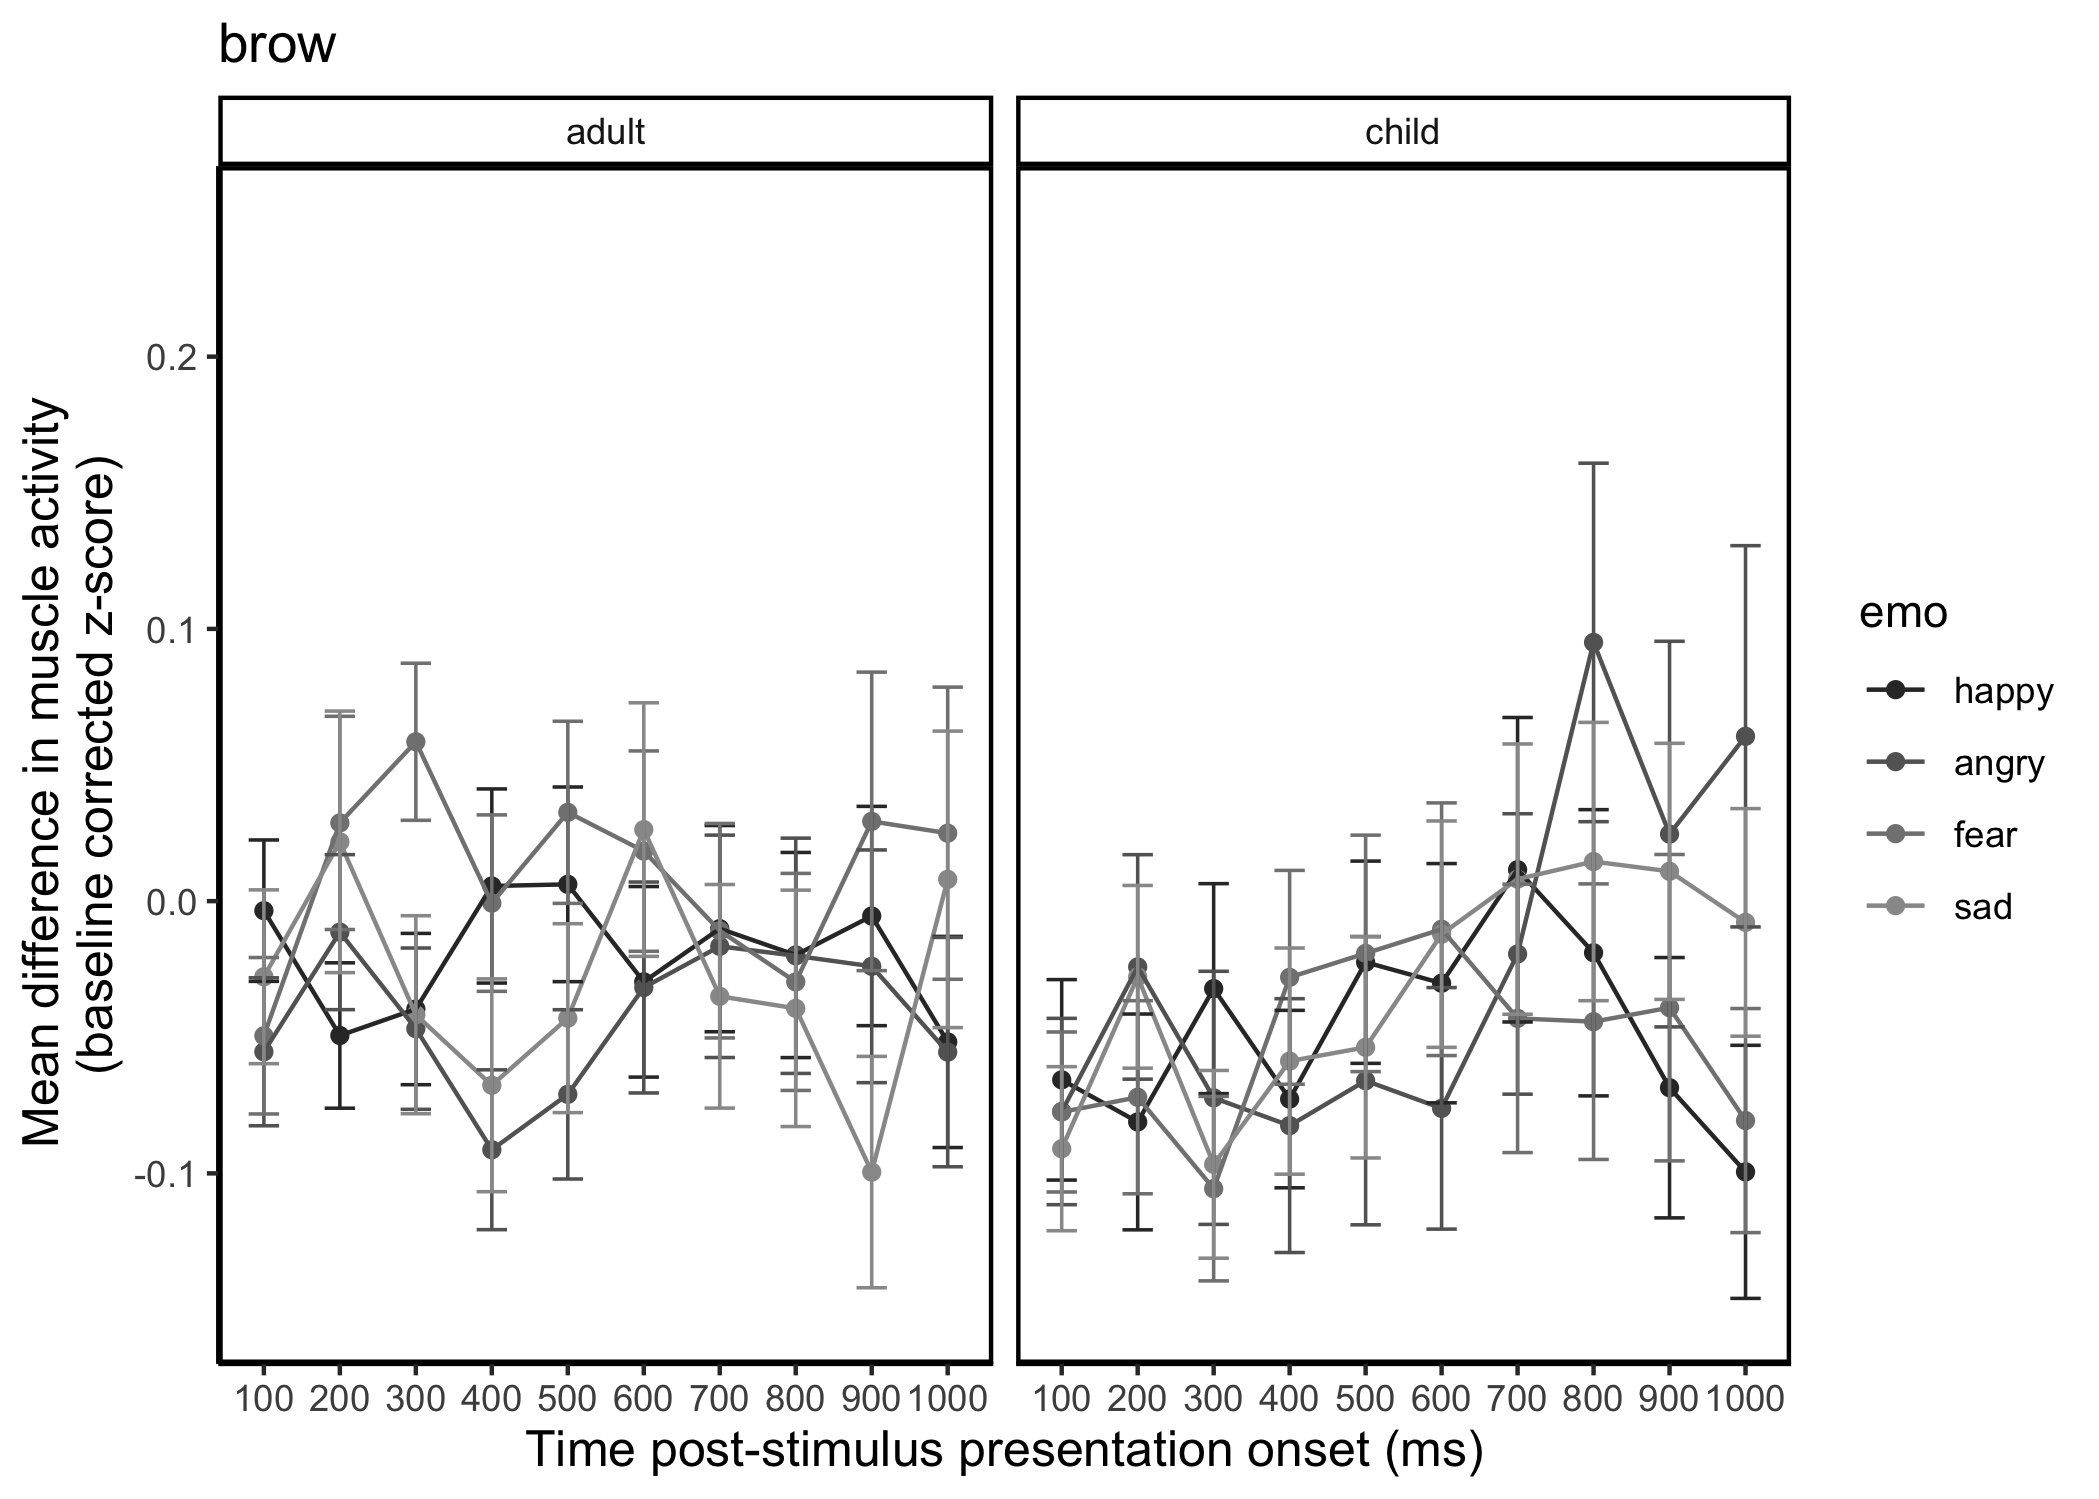 brow
adult
child
Mean difference in muscle activity
(baseline corrected z-score)
0.2
0.1
0.0
-0.1
100 200 300 400 500 600 700 800 900 1000
100 200 300 400 500 600 700 800 900 1000
Time post-stimulus presentation onset (ms)
emo
happy
angry
fear
sad